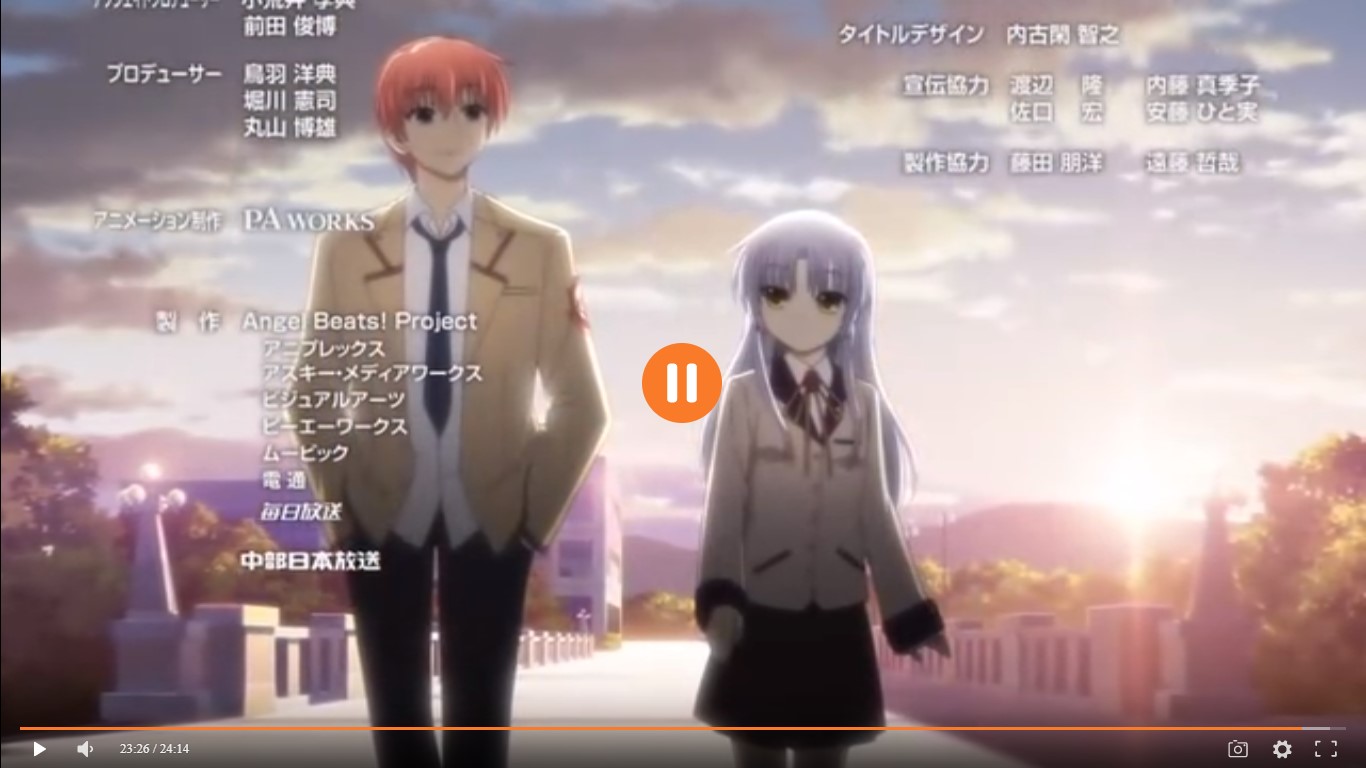 前田 俊博
プロデューサー 鳥羽 洋典
堀川 憲司
丸山 博雄
アニメーション制作 P.A WORKS
製 作 Angel Beats! Project
アニプレックス
アスキー・メディアワークス
ビジュアルアーツ
ピーエーワークス
ムービック
電 通
毎日放送
中部日本放送
タイトルデザイン 内古閑 智之
宣伝協力 渡辺 隆 内藤 真季子
佐口 宏 安藤 ひと実
製作協力 藤田 朋洋 遠藤 哲哉
23:26 / 24:14